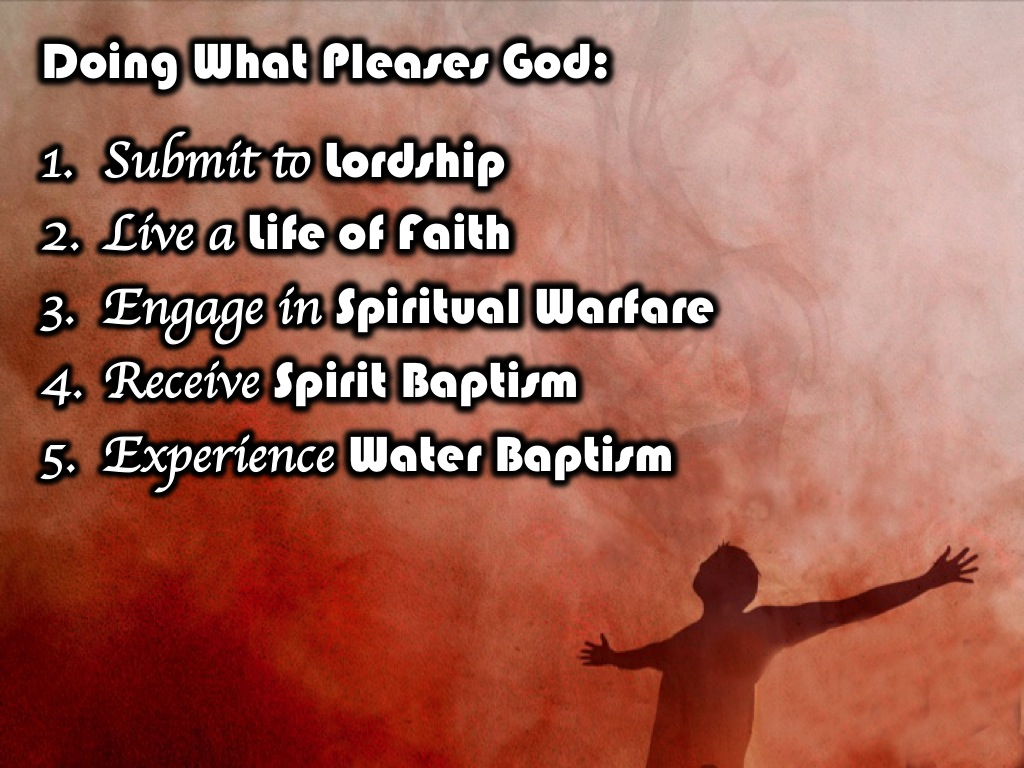 Doing What Pleases God:
1. Submit to Lordship
2. Live a Life of Faith
3. Engage in Spiritual Warfare
4. Receive Spirit Baptism
5. Experience Water Baptism